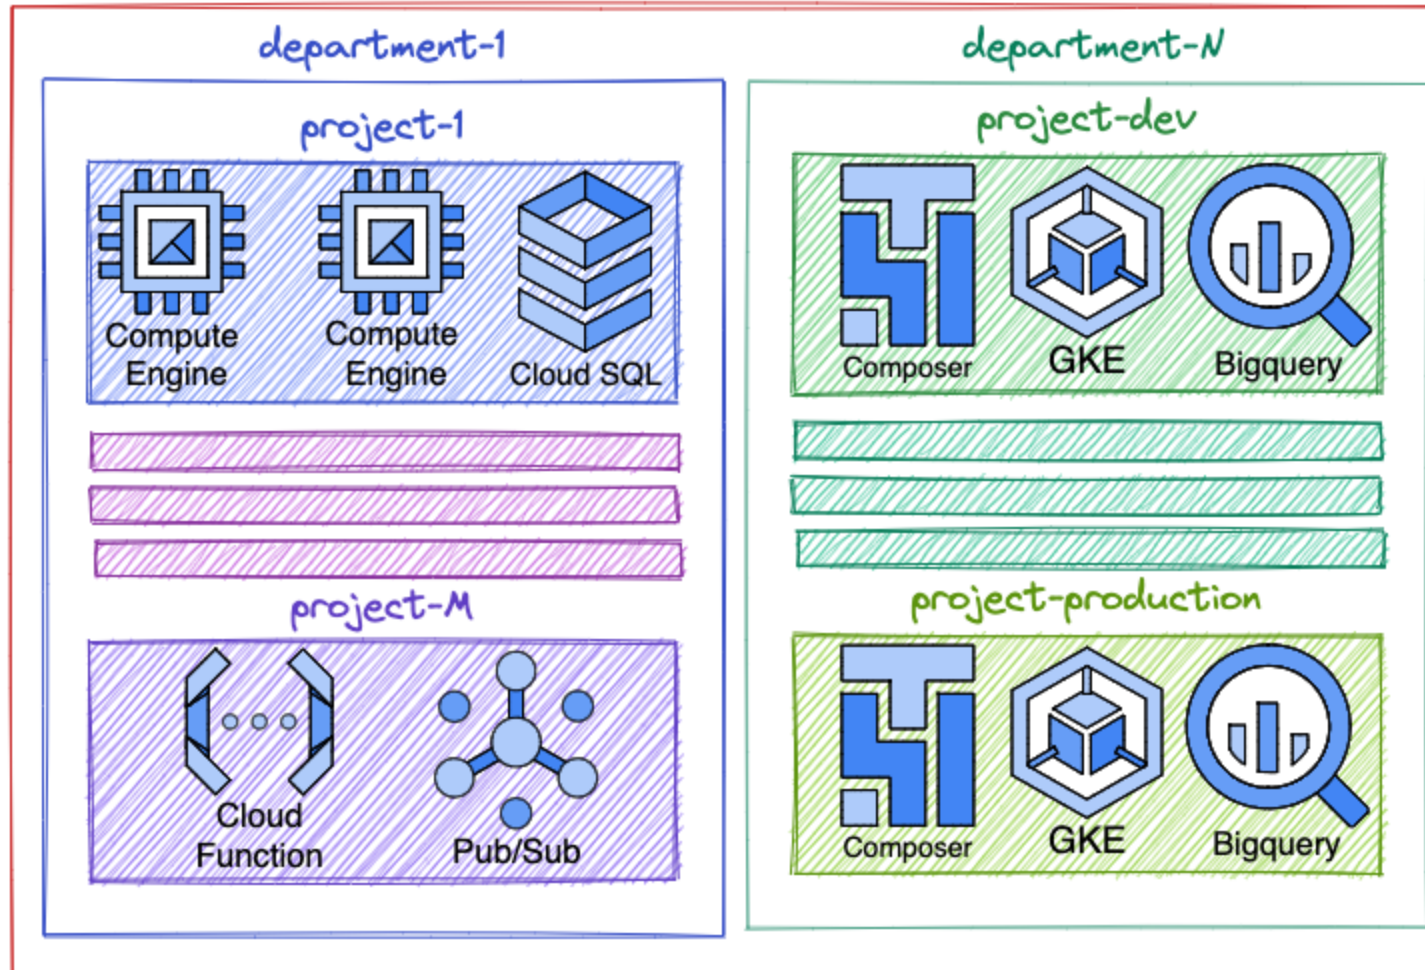 department-1
project-1
Compute
Engine
Compute
Engine
Cloud SQL
project-M
Cloud
Function
Pub/Sub
department-N
project-dev
Composer
GKE
Bigquery
project-production
Composer
GKE
Bigquery